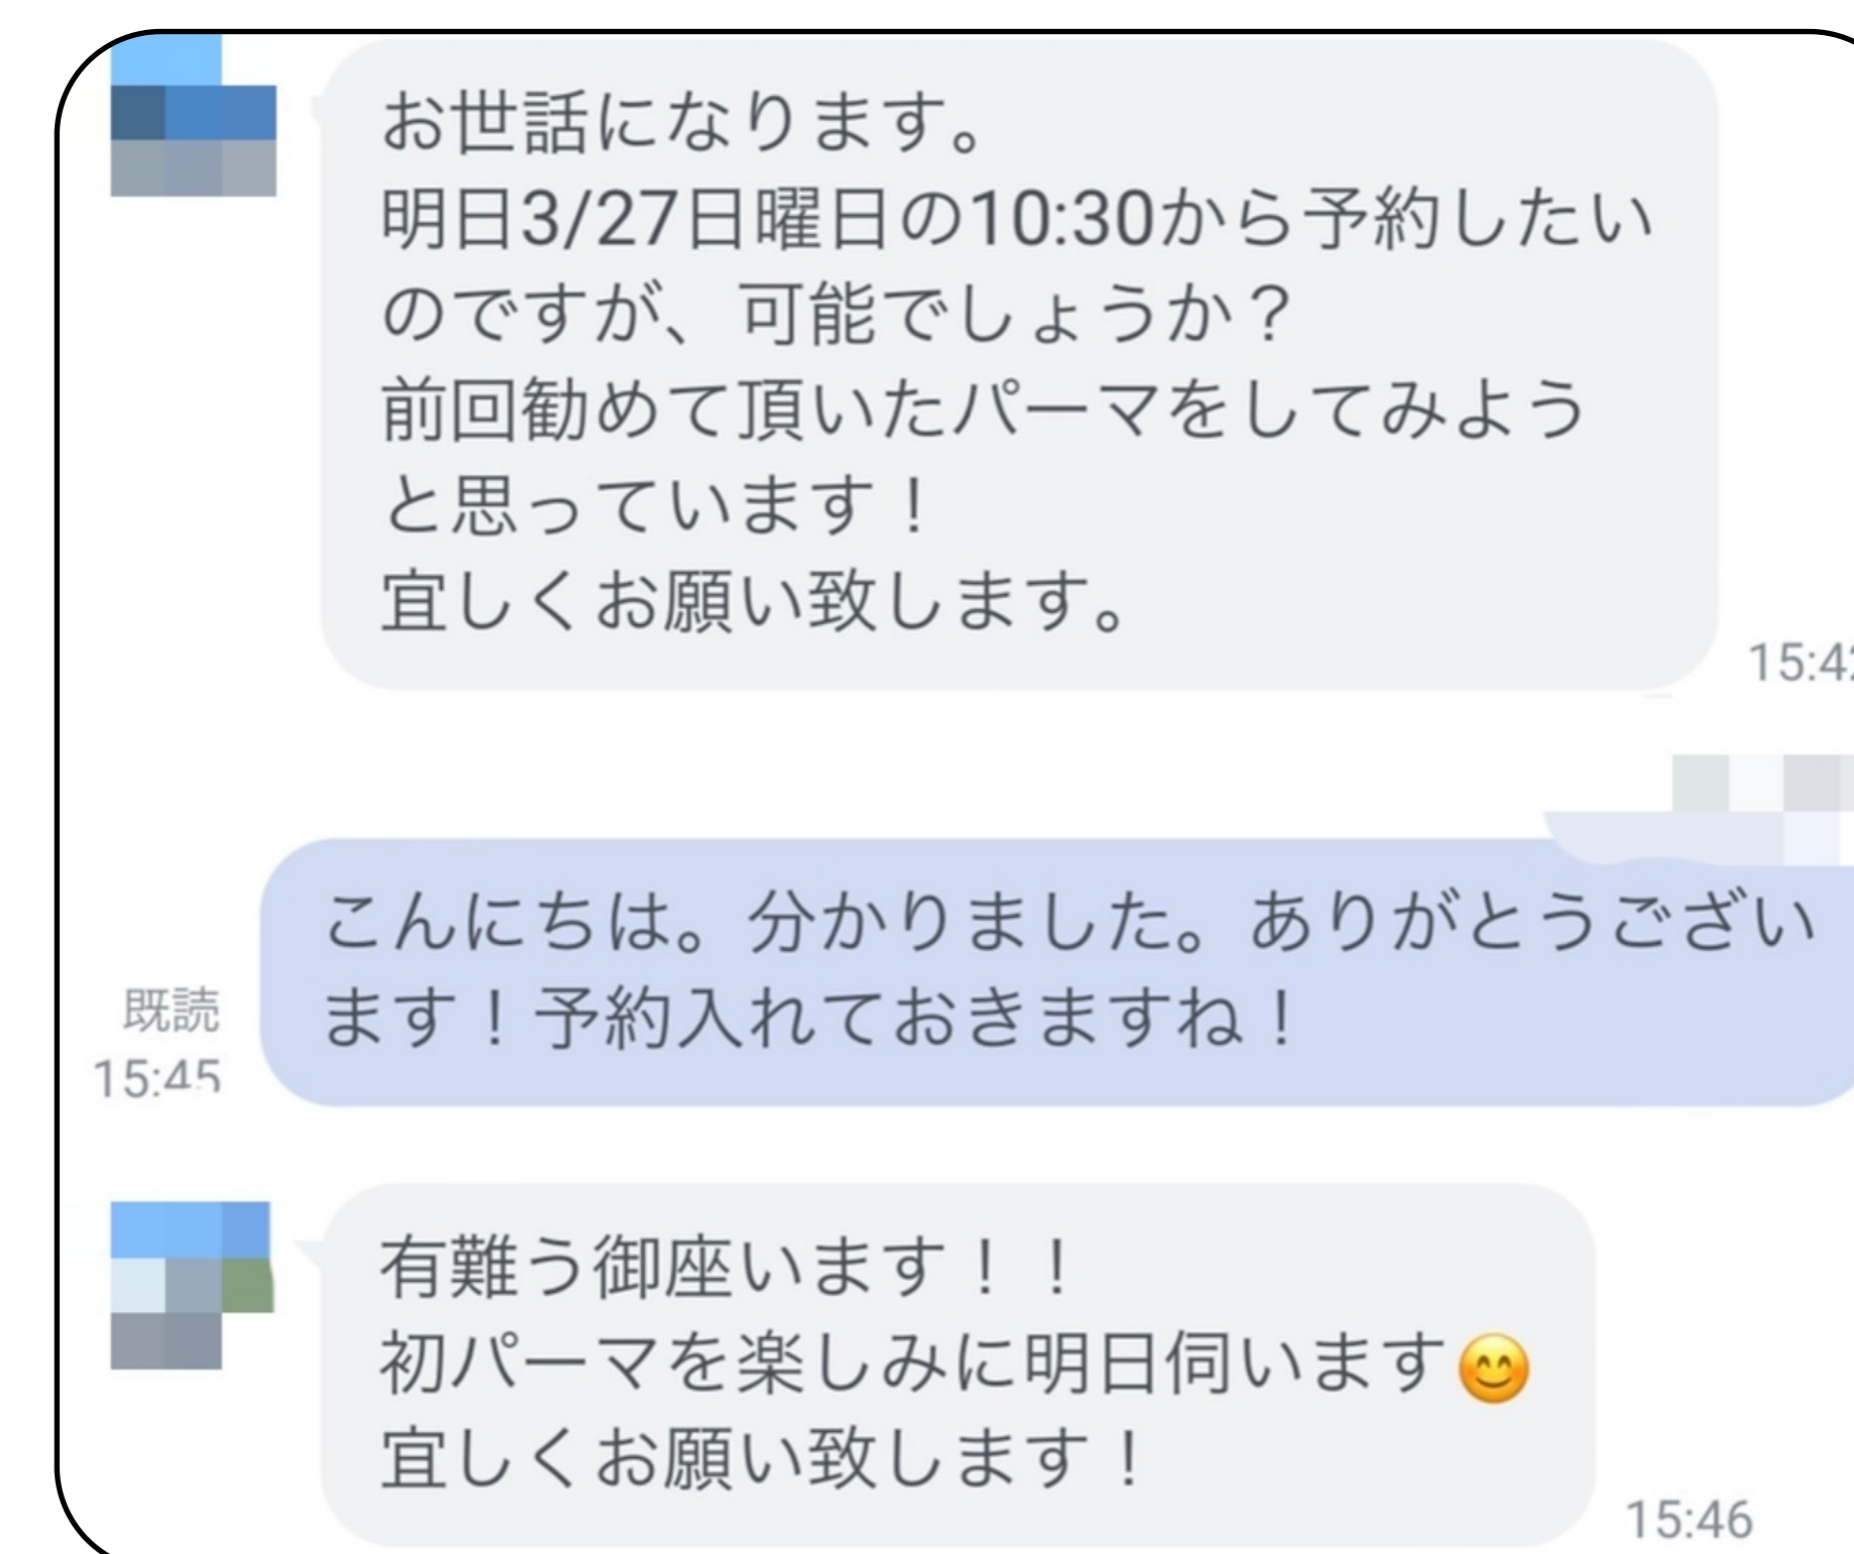 お世話になります。
明日3/27日曜日の10:30から予約したい
のですが、可能でしょうか？
前回勧めて頂いたパーマをしてみよう
と思っています！
宜しくお願い致します。
こんにちは。分かりました。ありがとうござい
ます！予約入れておきますね！
既読
15:45
有難う御座います！！
初パーマを楽しみに明日伺います😊
宜しくお願い致します！
15:46